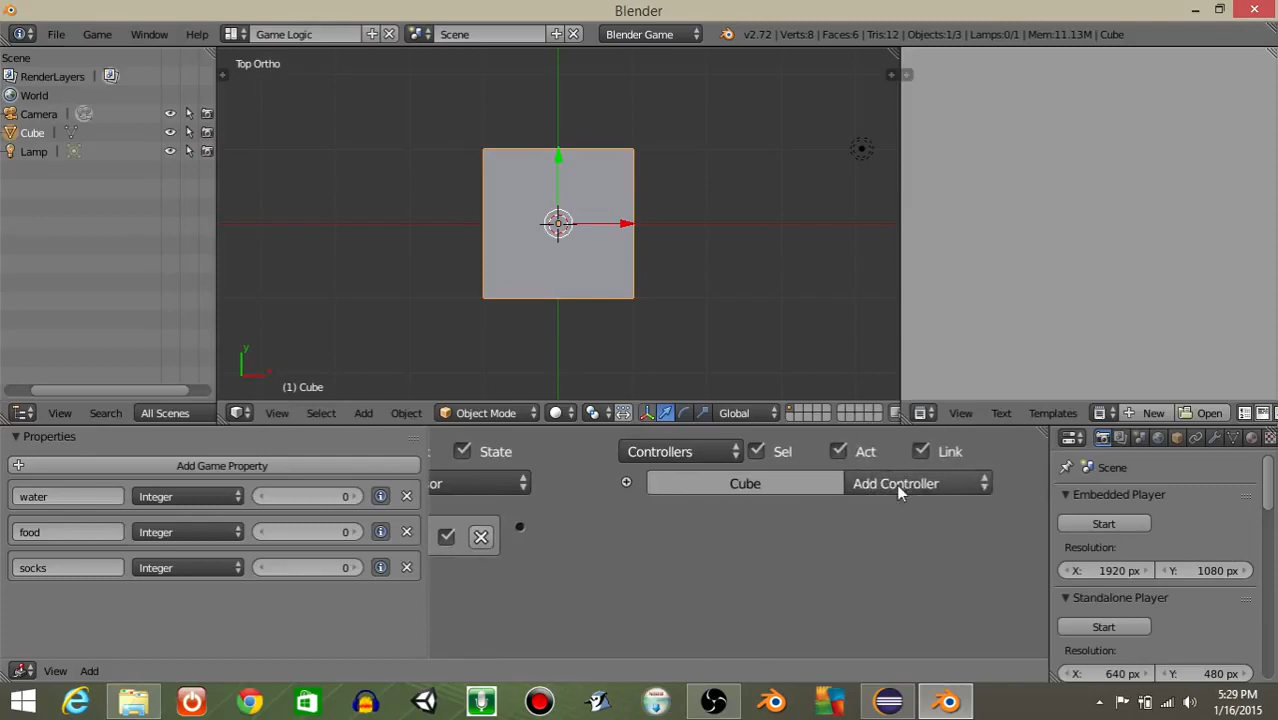 Blender
File Game Window Help Game Logic Scene Blender Game v2.72 | Verts:8 | Faces:6 | Tris:12 | Objects:1/3 | Lamps:0/1 | Mem:11.13M | Cube
Scene
RenderLayers
World
Camera
Cube
Lamp
Top Ortho
y
x
(1) Cube
View Search All Scenes
View Select Add Object Object Mode Global
View Text Templates New Open
Properties
Add Game Property
water Integer 0
food Integer 0
socks Integer 0
State
Controllers Sel Act Link
or
Cube Add Controller
View Add
Scene
Embedded Player
Start
Resolution:
X: 1920 px Y: 1080 px
Standalone Player
Start
Resolution:
X: 640 px Y: 480 px
5:29 PM
1/16/2015